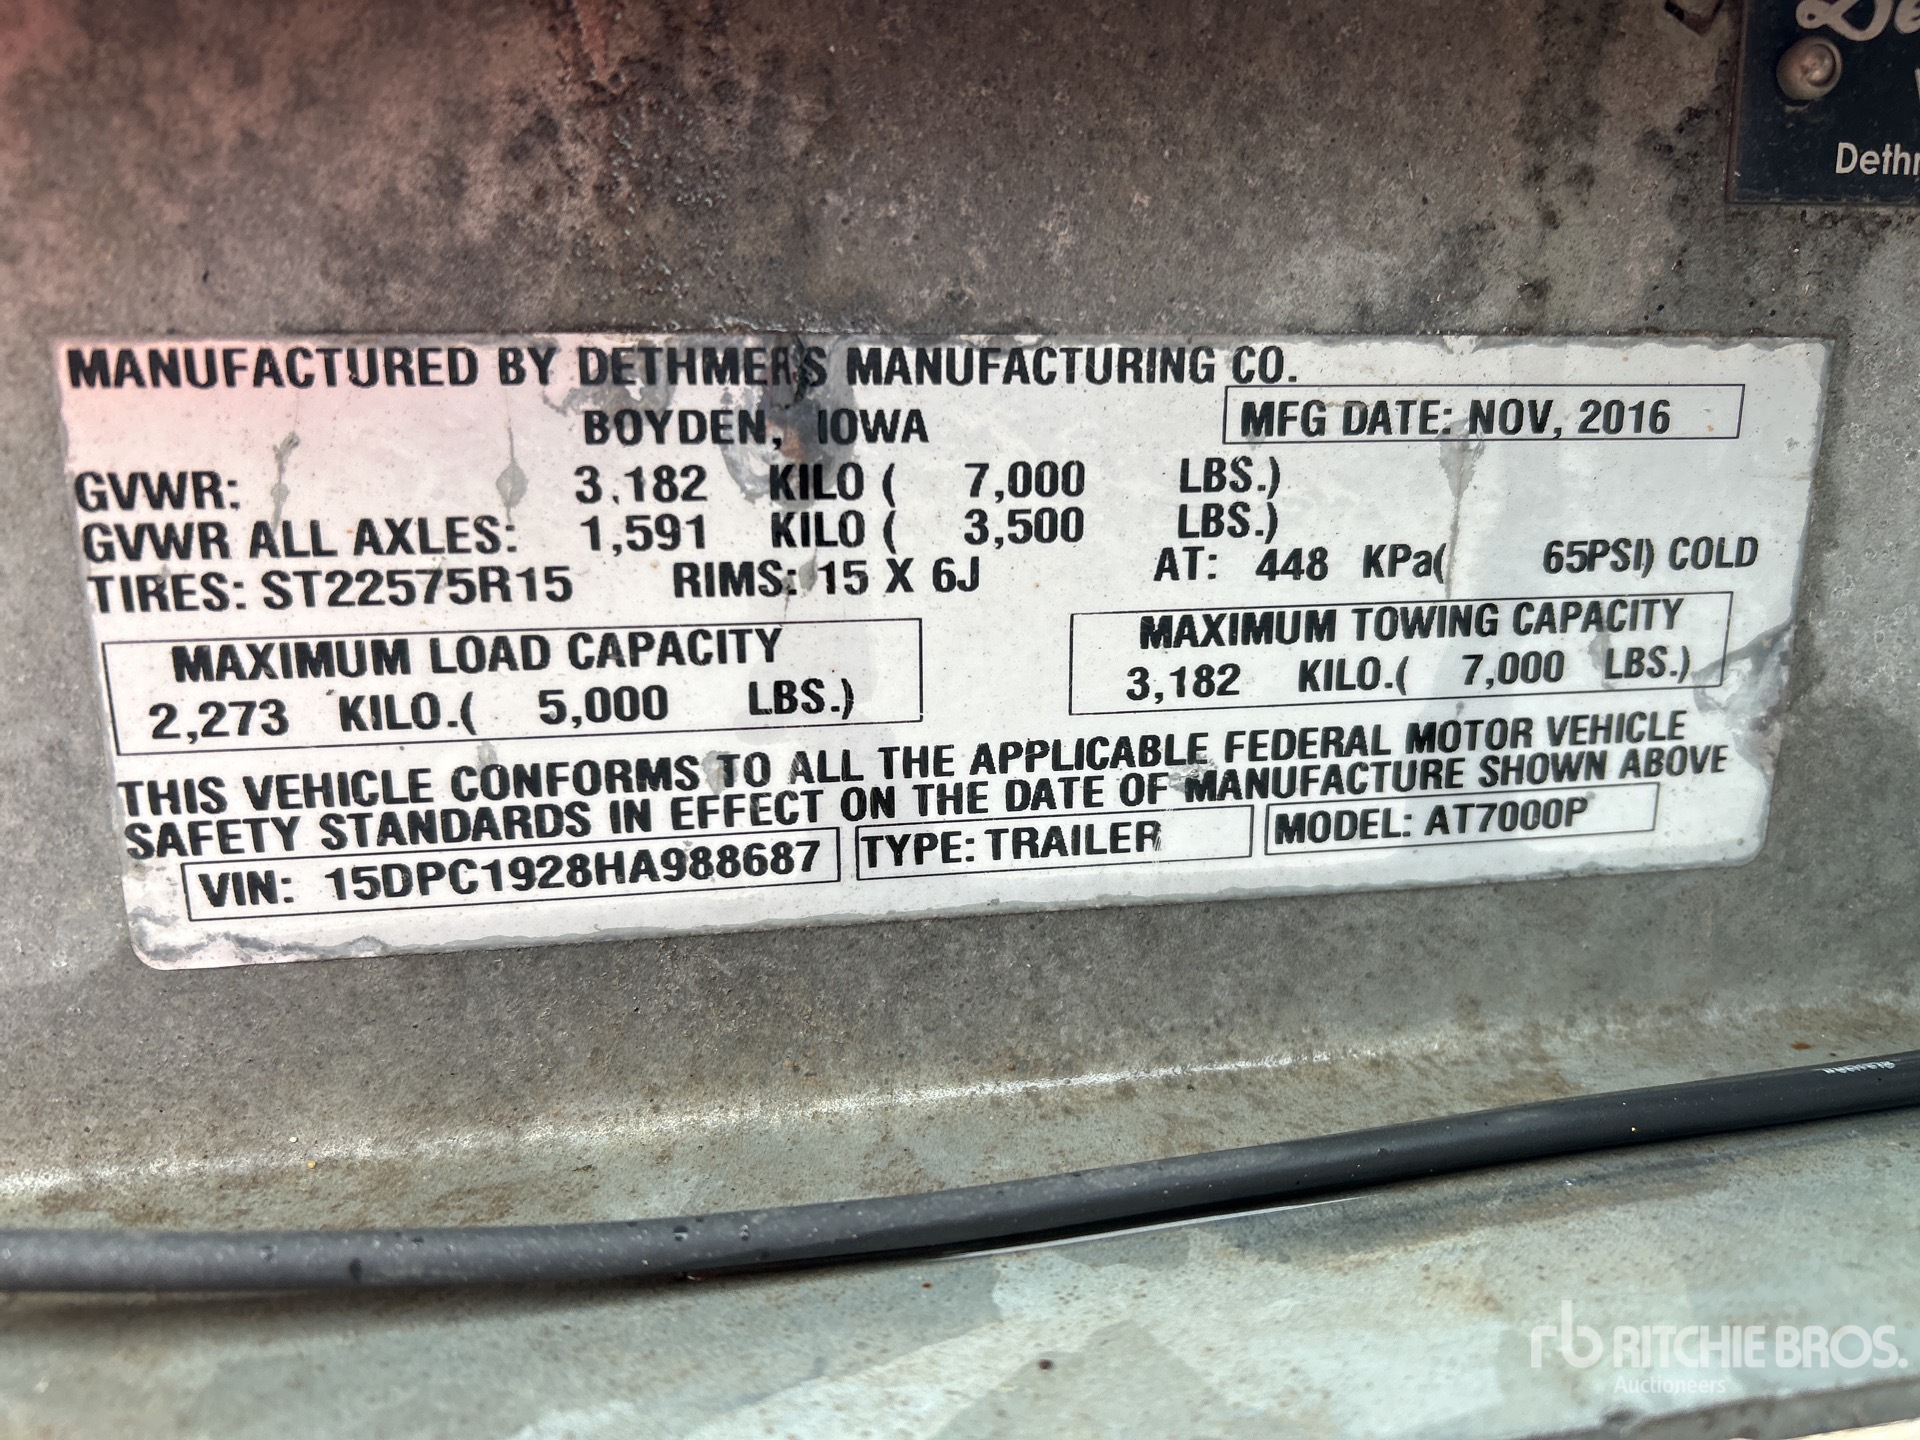 Dethm
MANUFACTURED BY DETHMERS MANUFACTURING CO.
BOYDEN, IOWA
MFG DATE: NOV, 2016
GVWR: 3,182 KILO ( 7,000 LBS.)
GVWR ALL AXLES: 1,591 KILO ( 3,500 LBS.)
TIRES: ST22575R15 RIMS: 15 X 6J AT: 448 KPa( 65PSI) COLD
MAXIMUM LOAD CAPACITY
2,273 KILO.( 5,000 LBS.)
MAXIMUM TOWING CAPACITY
3,182 KILO.( 7,000 LBS.)
THIS VEHICLE CONFORMS TO ALL THE APPLICABLE FEDERAL MOTOR VEHICLE
SAFETY STANDARDS IN EFFECT ON THE DATE OF MANUFACTURE SHOWN ABOVE
VIN: 15DPC1928HA988687 TYPE: TRAILER MODEL: AT7000P
rb RITCHIE BROS.
Auctioneers